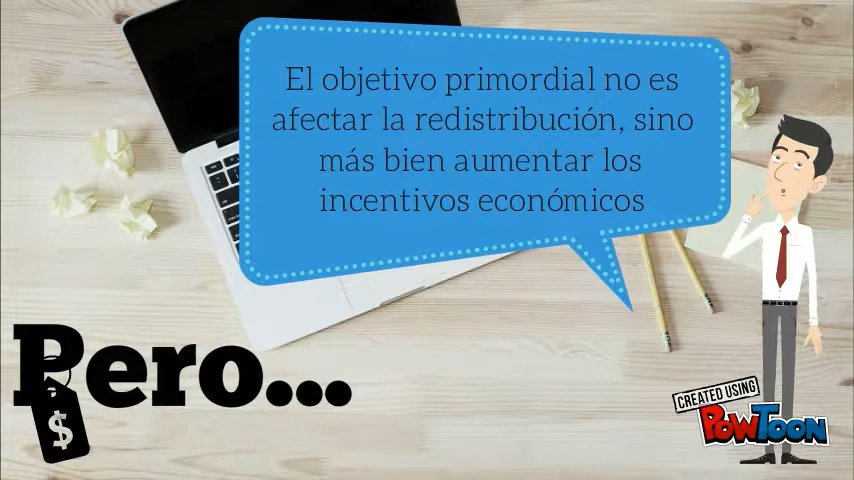 El objetivo primordial no es
afectar la redistribución, sino
más bien aumentar los
incentivos económicos
Pero...
$
CREATED USING
POWTOON